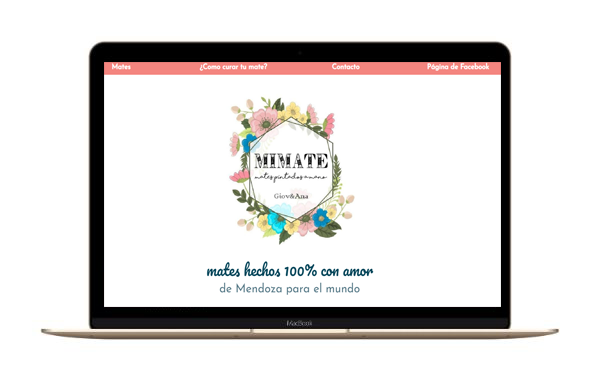 Mates ¿Como curar tu mate? Contacto Página de Facebook
MIMATE
mates pintados a mano
Giov&Ana
mates hechos 100% con amor
de Mendoza para el mundo
MacBook